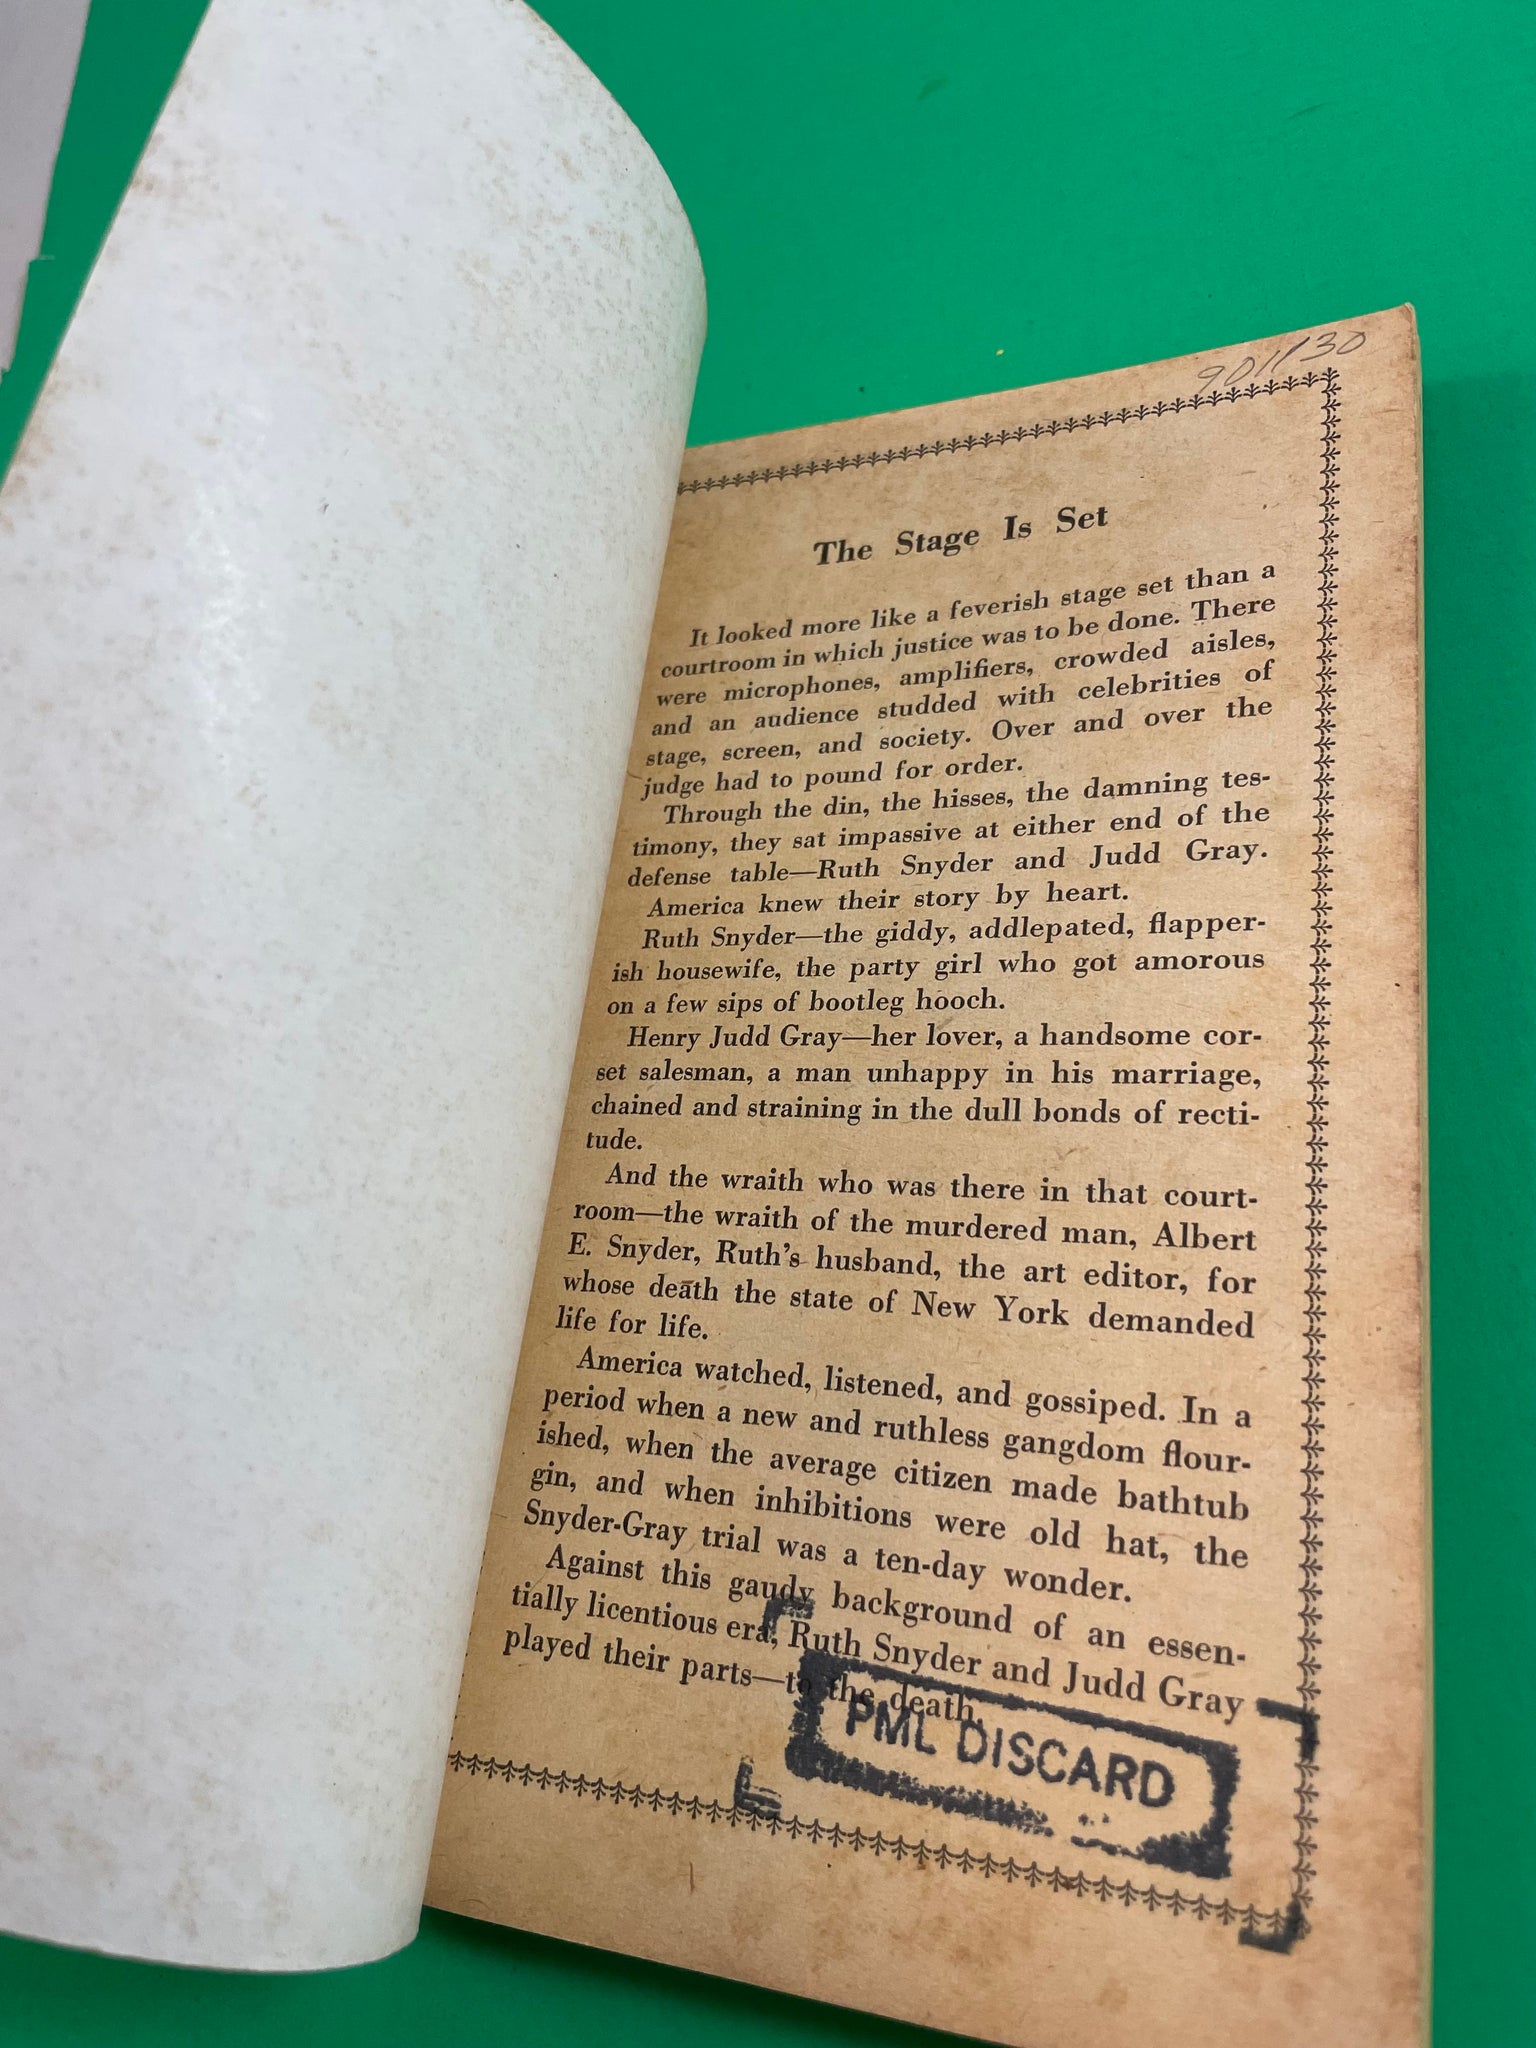 901130
The Stage Is Set
It looked more like a feverish stage set than a
courtroom in which justice was to be done. There
were microphones, amplifiers, crowded aisles,
and an audience studded with celebrities of
stage, screen, and society. Over and over the
judge had to pound for order.
Through the din, the hisses, the damning tes-
timony, they sat impassive at either end of the
defense table—Ruth Snyder and Judd Gray.
America knew their story by heart.
Ruth Snyder—the giddy, addlepated, flapper-
ish housewife, the party girl who got amorous
on a few sips of bootleg hooch.
Henry Judd Gray—her lover, a handsome cor-
set salesman, a man unhappy in his marriage,
chained and straining in the dull bonds of recti-
tude.
And the wraith who was there in that court-
room—the wraith of the murdered man, Albert
E. Snyder, Ruth's husband, the art editor, for
whose death the state of New York demanded
life for life.
America watched, listened, and gossiped. In a
period when a new and ruthless gangdom flour-
ished, when the average citizen made bathtub
gin, and when inhibitions were old hat, the
Snyder-Gray trial was a ten-day wonder.
Against this gaudy background of an essen-
tially licentious era, Ruth Snyder and Judd Gray
played their parts—to the death.
PML DISCARD